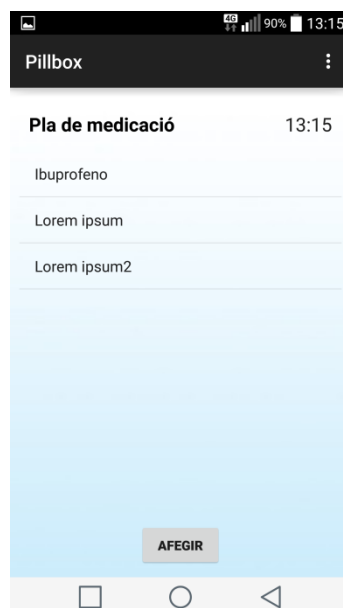 4G 90% 13:15
Pillbox
Pla de medicació 13:15
Ibuprofeno
Lorem ipsum
Lorem ipsum2
AFEGIR